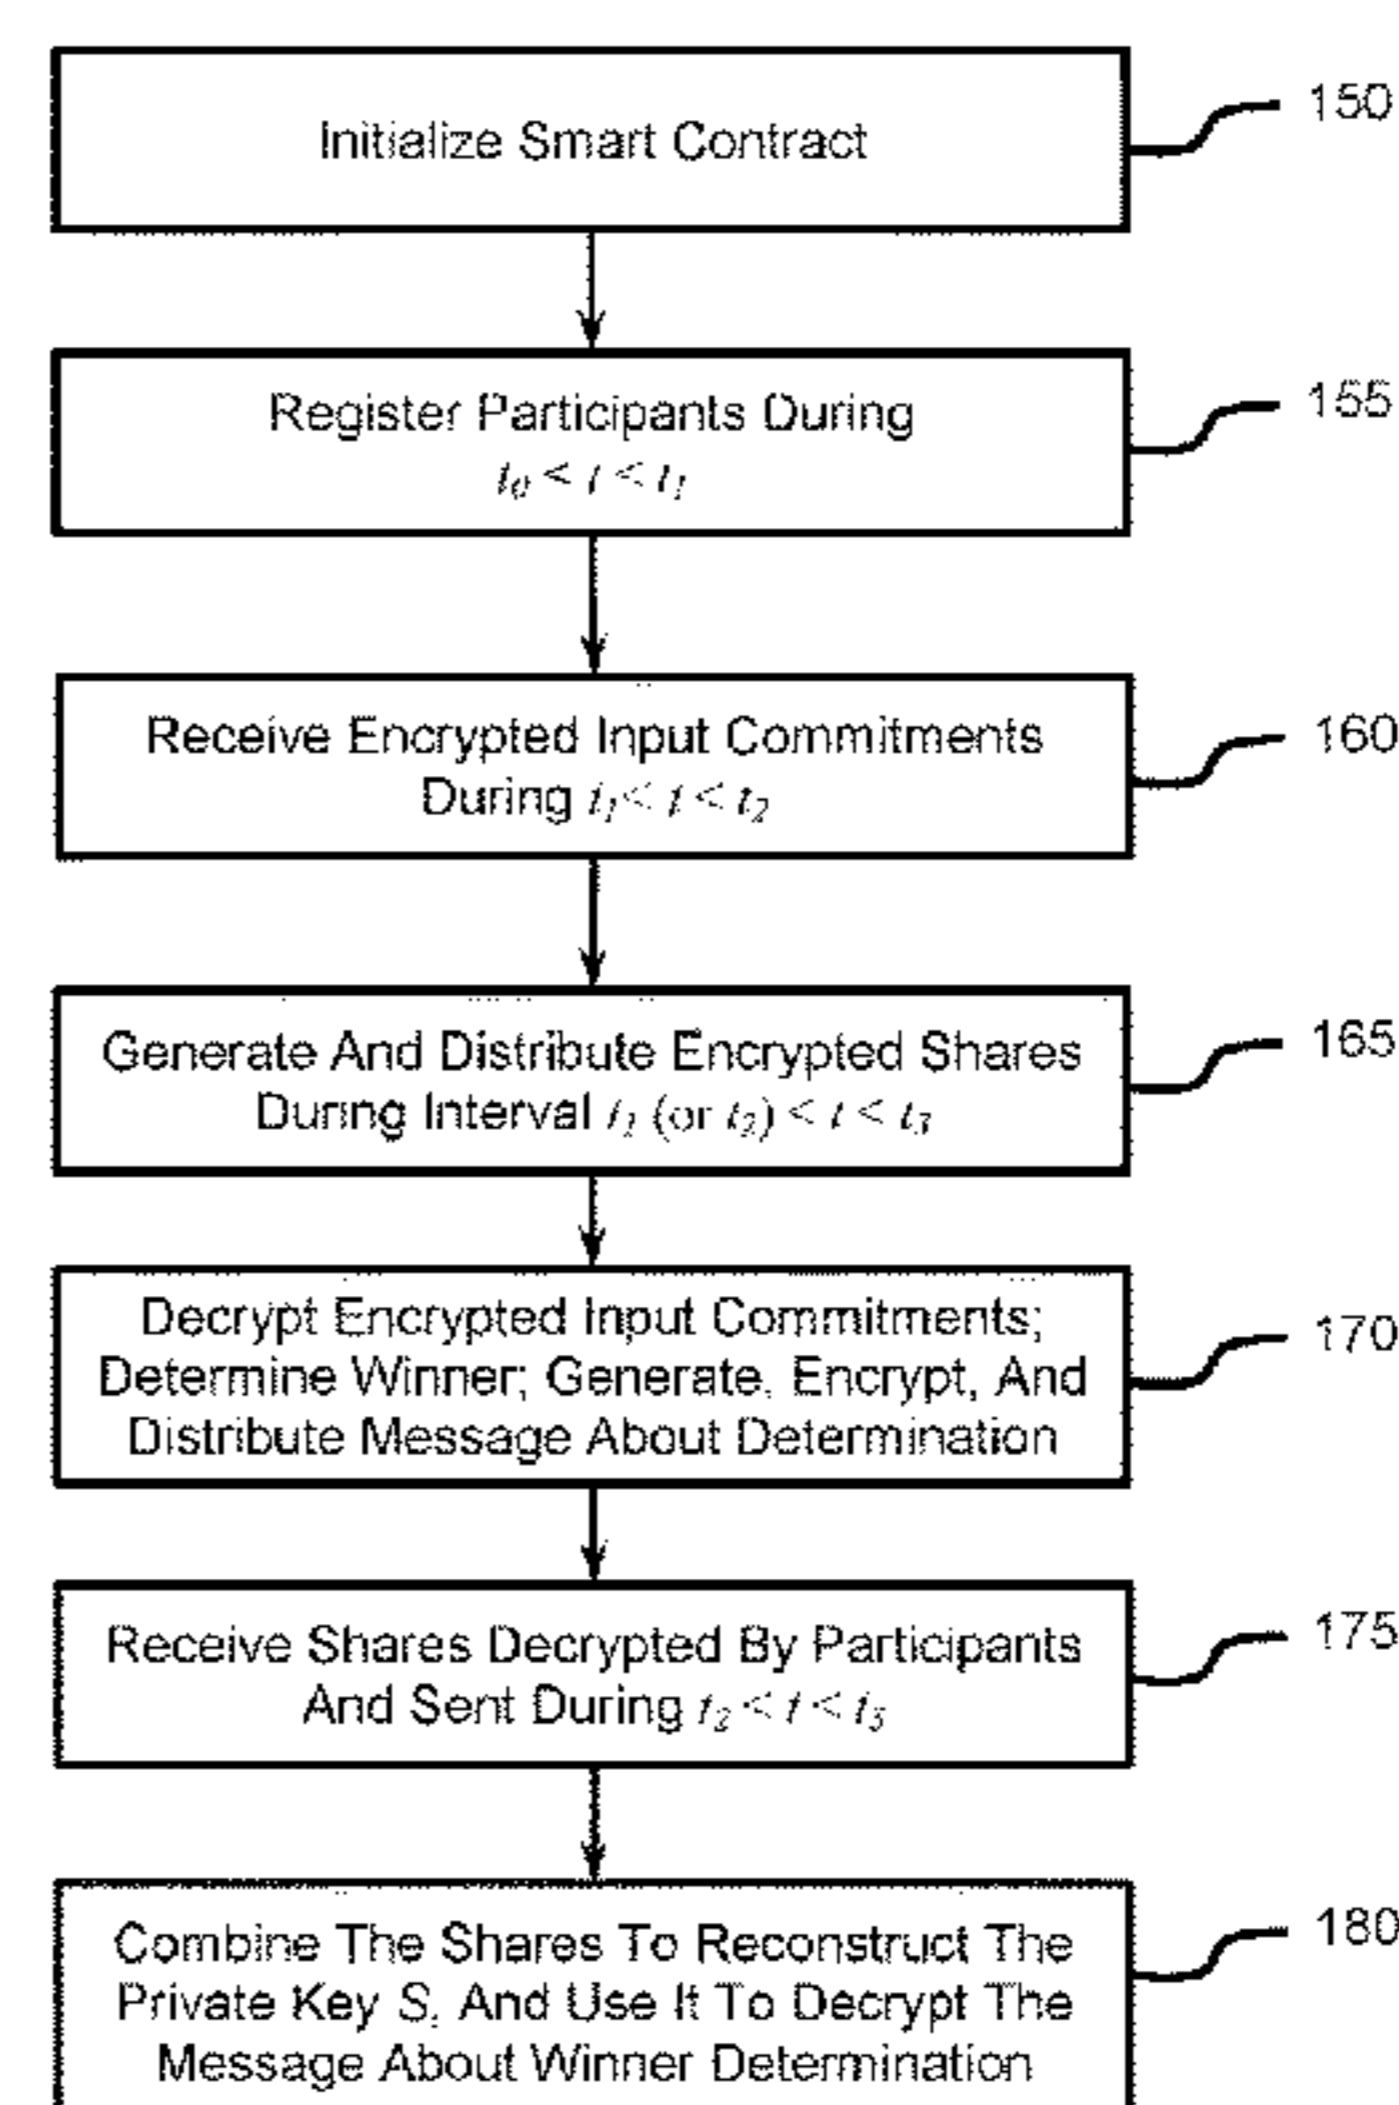 Initialize Smart Contract
150
Register Participants During
t0 < t < t1
155
Receive Encrypted Input Commitments
During t1 < t < t2
160
Generate And Distribute Encrypted Shares
During Interval t1 (or t2) < t < t3
165
Decrypt Encrypted Input Commitments;
Determine Winner; Generate, Encrypt, And
Distribute Message About Determination
170
Receive Shares Decrypted By Participants
And Sent During t2 < t < t3
175
Combine The Shares To Reconstruct The
Private Key S, And Use It To Decrypt The
Message About Winner Determination
180